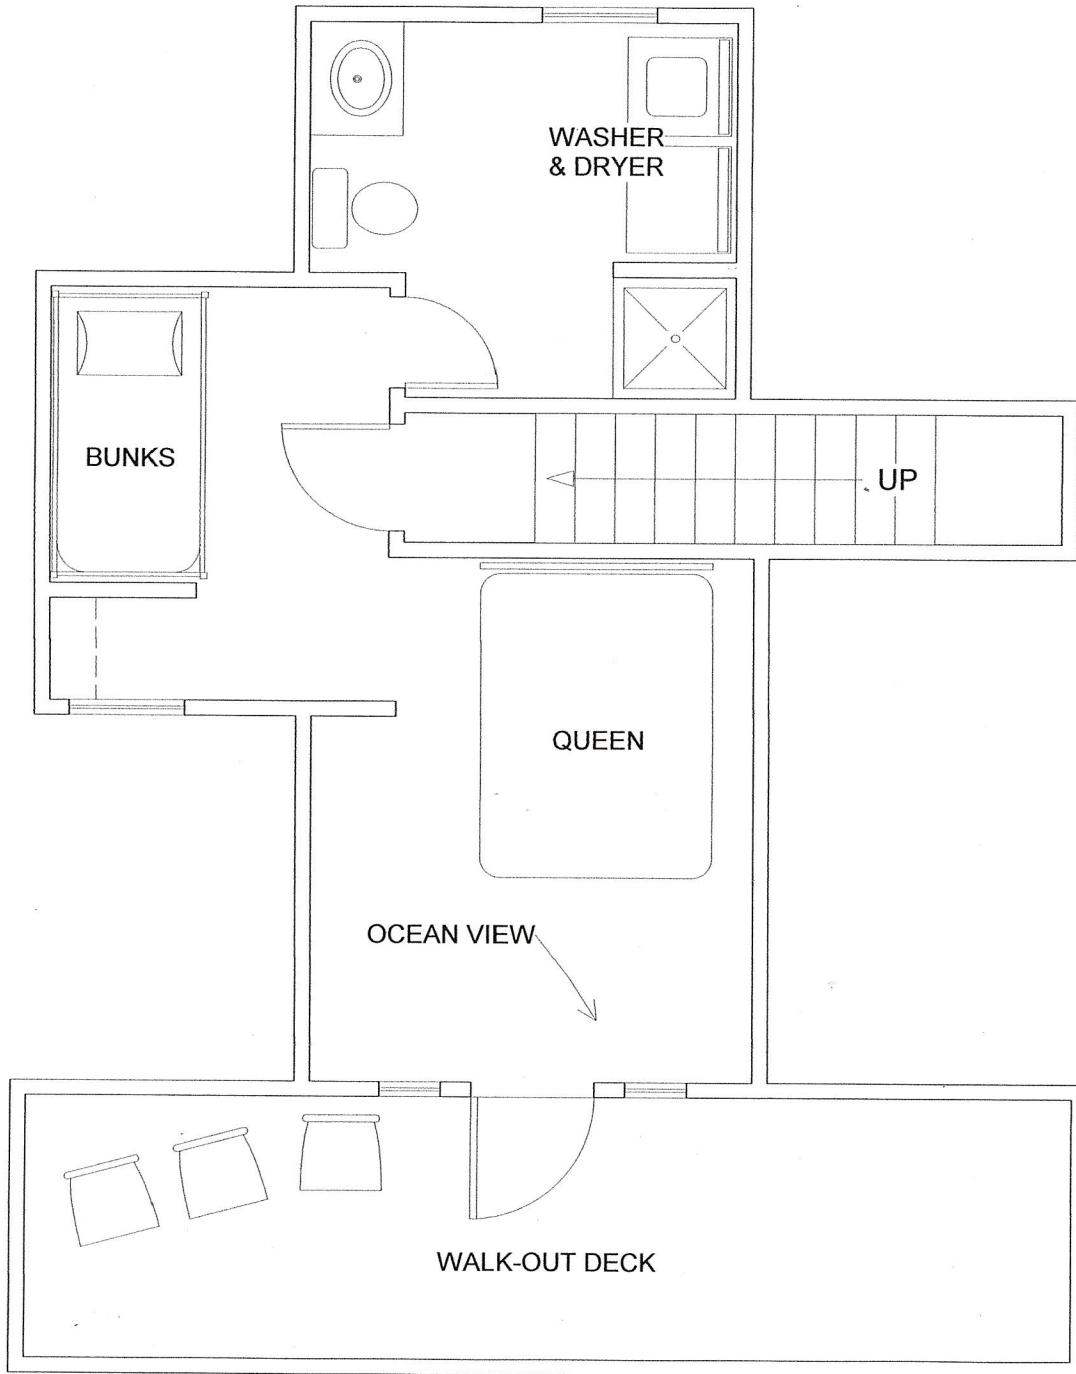 WASHER
& DRYER
BUNKS
UP
QUEEN
OCEAN VIEW
WALK-OUT DECK